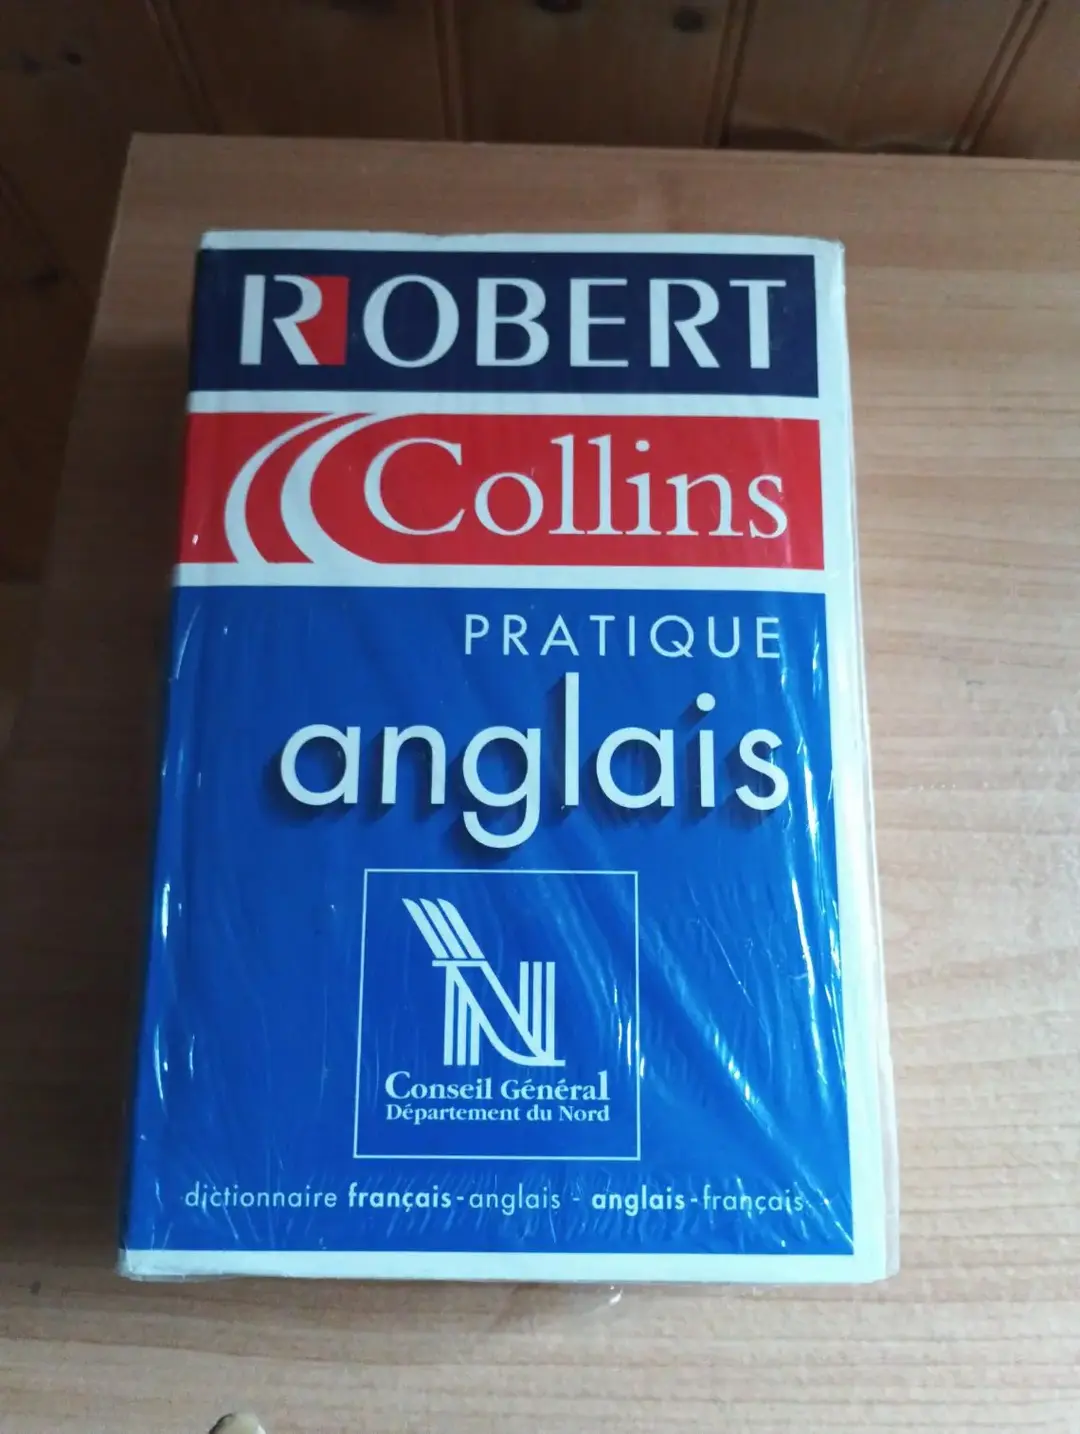 ROBERT
Collins
PRATIQUE
anglais
N
Conseil Général
Département du Nord
dictionnaire français-anglais - anglais-français